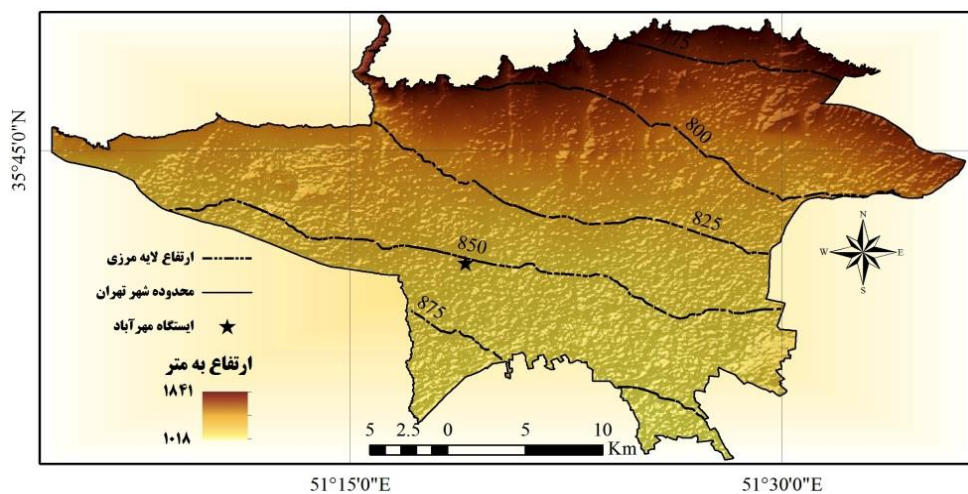 775
800
825
850
875
35°45'0"N
N
W E
S
ارتفاع لایه مرزی
محدوده شهر تهران
ایستگاه مهرآباد
ارتفاع به متر
۱۸۴۱
۱۰۱۸
5 2.5 0 5 10
Km
51°15'0"E 51°30'0"E